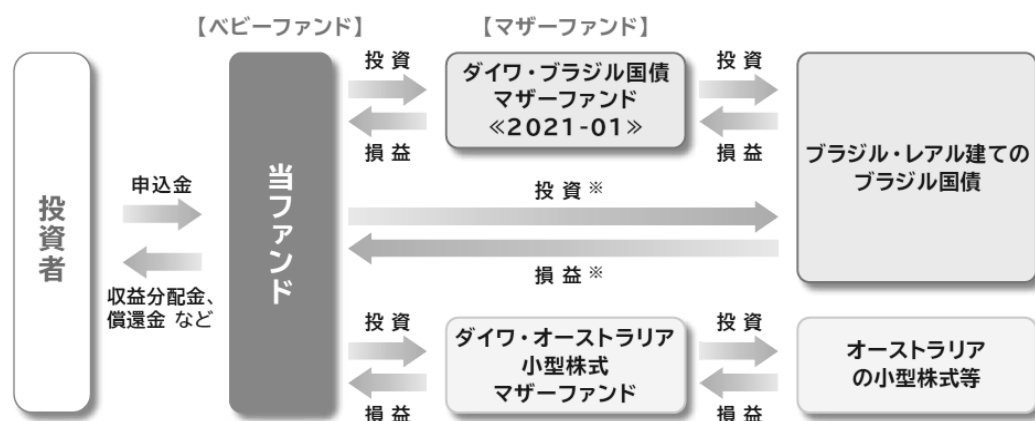 【ベビーファンド】
【マザーファンド】
投資者
申込金
収益分配金、
償還金 など
当ファンド
投資
損益
ダイワ・ブラジル国債
マザーファンド
≪2021-01≫
投資
損益
ブラジル・レアル建ての
ブラジル国債
投資※
損益※
投資
損益
ダイワ・オーストラリア
小型株式
マザーファンド
投資
損益
オーストラリア
の小型株式等